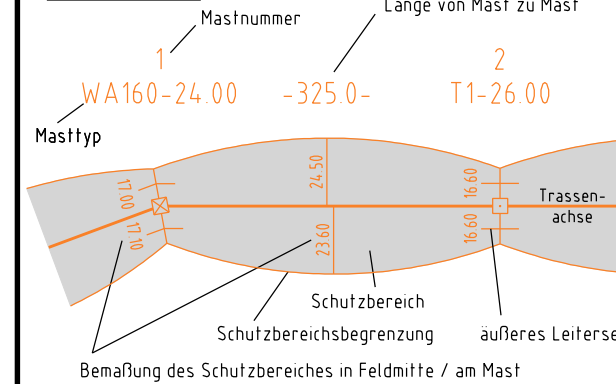 Länge von Mast zu Mast
Mastnummer
1
2
WA160-24.00
-325.0-
T1-26.00
Masttyp
24.50
17.00
16.60
Trassen-
achse
17.10
23.60
16.60
Schutzbereich
Schutzbereichsbegrenzung
äußeres Leiterse
Bemaßung des Schutzbereiches in Feldmitte / am Mast